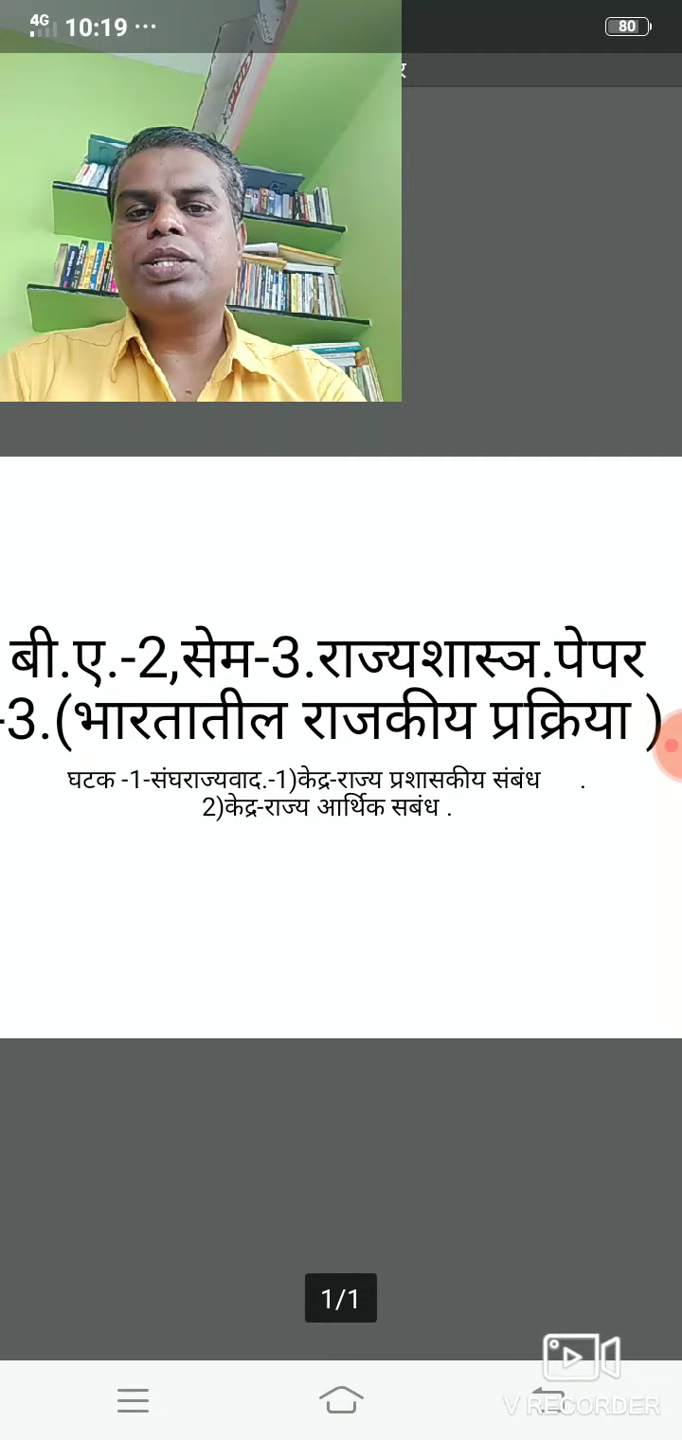 4G 10:19 ... 80
र
बी.ए.-2,सेम-3.राज्यशास्ञ.पेपर
-3.(भारतातील राजकीय प्रक्रिया )
घटक -1-संघराज्यवाद.-1)केद्र-राज्य प्रशासकीय संबंध .
2)केद्र-राज्य आर्थिक सबंध .
1/1
V RECORDER